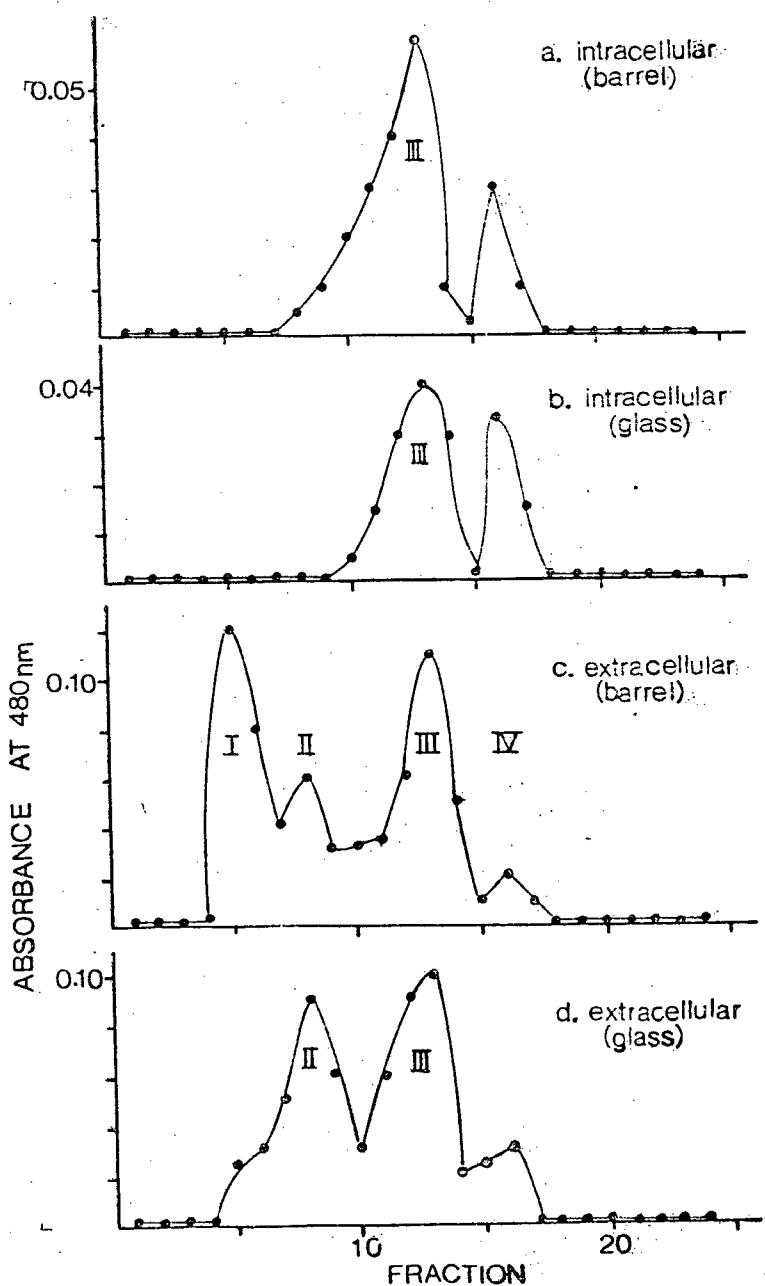 a. intracellular
(barrel)
0.05
III
b. intracellular
(glass)
0.04
III
c. extracellular
(barrel)
0.10
I
II
III
IV
ABSORBANCE AT 480nm
d. extracellular
(glass)
0.10
II
III
10
20
FRACTION